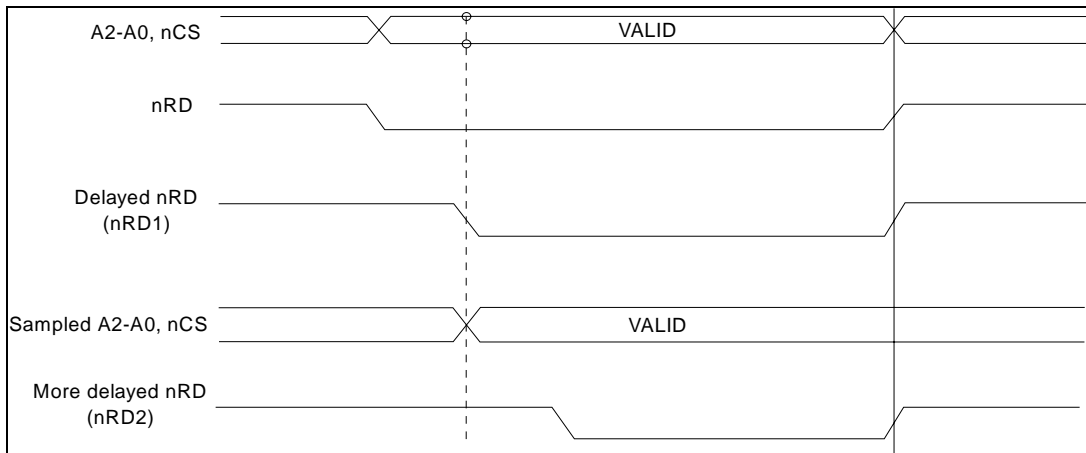 A2-A0, nCS
VALID
nRD
Delayed nRD
(nRD1)
Sampled A2-A0, nCS
VALID
More delayed nRD
(nRD2)